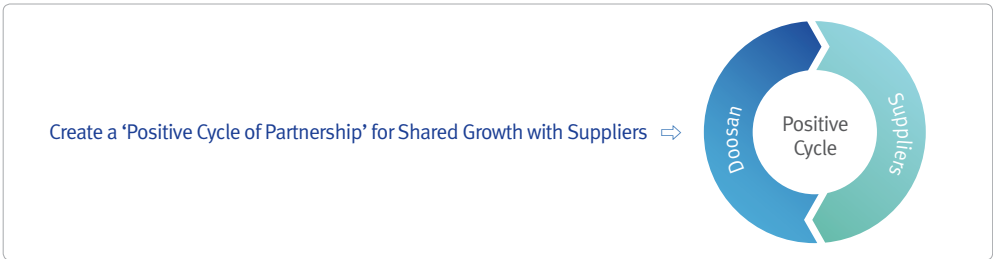 Create a ‘Positive Cycle of Partnership’ for Shared Growth with Suppliers ⇨
Doosan
Positive
Cycle
Suppliers